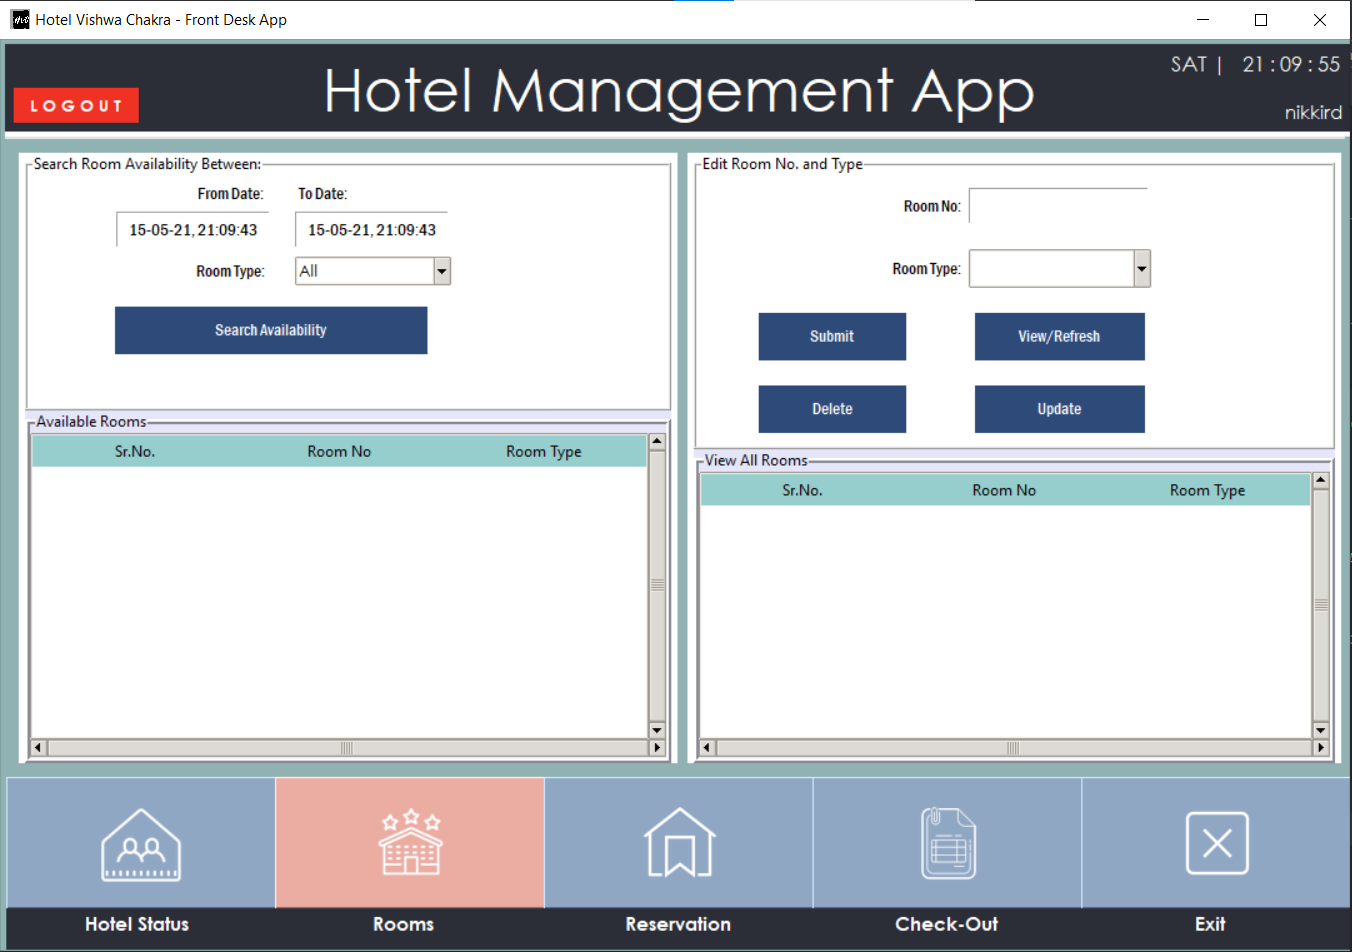 Hotel Vishwa Chakra - Front Desk App
SAT | 21 : 09 : 55
Hotel Management App
LOGOUT
nikkird
Search Room Availability Between:
From Date: To Date:
15-05-21, 21:09:43 15-05-21, 21:09:43
Room Type: All
Search Availability
Available Rooms
Sr.No. Room No Room Type
Edit Room No. and Type
Room No:
Room Type:
Submit View/Refresh
Delete Update
View All Rooms
Sr.No. Room No Room Type
Hotel Status Rooms Reservation Check-Out Exit